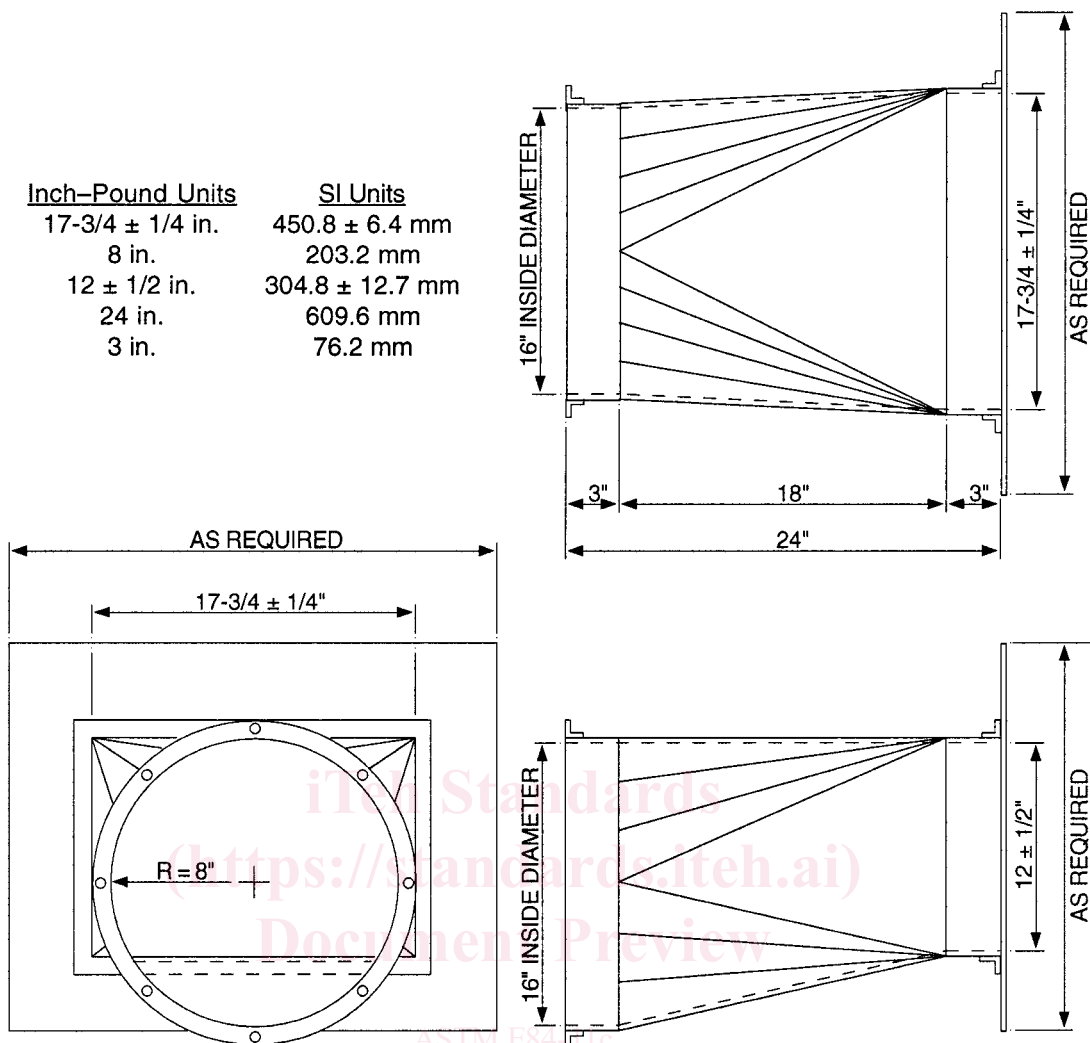 Inch–Pound Units SI Units
17-3/4 ± 1/4 in. 450.8 ± 6.4 mm
8 in. 203.2 mm
12 ± 1/2 in. 304.8 ± 12.7 mm
24 in. 609.6 mm
3 in. 76.2 mm
16" INSIDE DIAMETER
17-3/4 ± 1/4"
AS REQUIRED
3" 18" 3"
24"
AS REQUIRED
17-3/4 ± 1/4"
R = 8"
16" INSIDE DIAMETER
12 ± 1/2"
AS REQUIRED
iTeh Standards
(https://standards.iteh.ai)
Document Preview
ASTM E84-01c